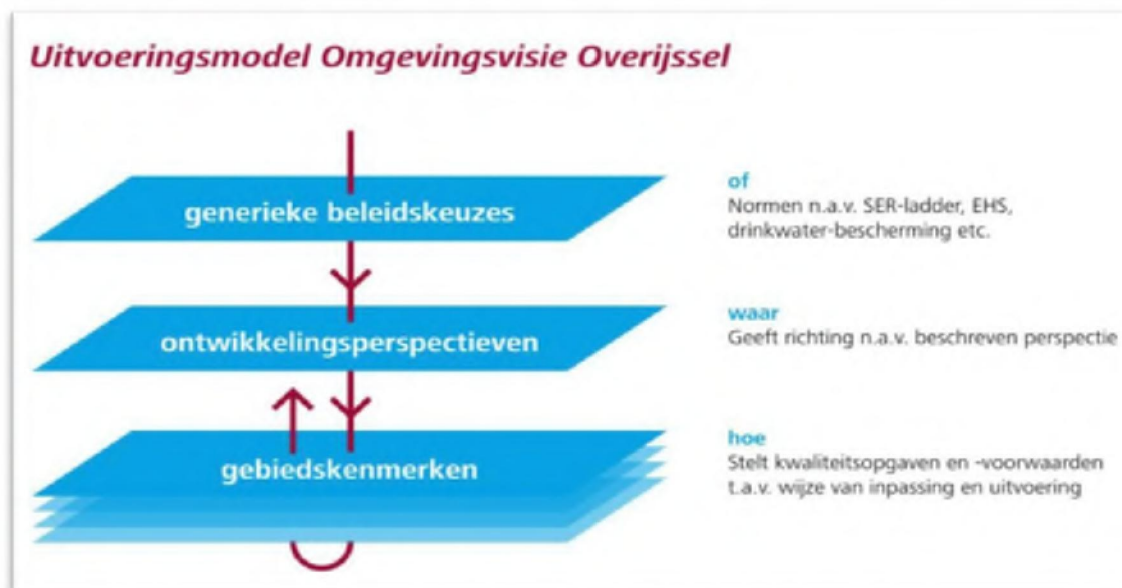 Uitvoeringsmodel Omgevingsvisie Overijssel
generieke beleidskeuzes
of
Normen n.a.v. SER-ladder, EHS,
drinkwater-bescherming etc.
ontwikkelingsperspectieven
waar
Geeft richting n.a.v. beschreven perspectie
gebiedskenmerken
hoe
Stelt kwaliteitsopgaven en -voorwaarden
t.a.v. wijze van inpassing en uitvoering